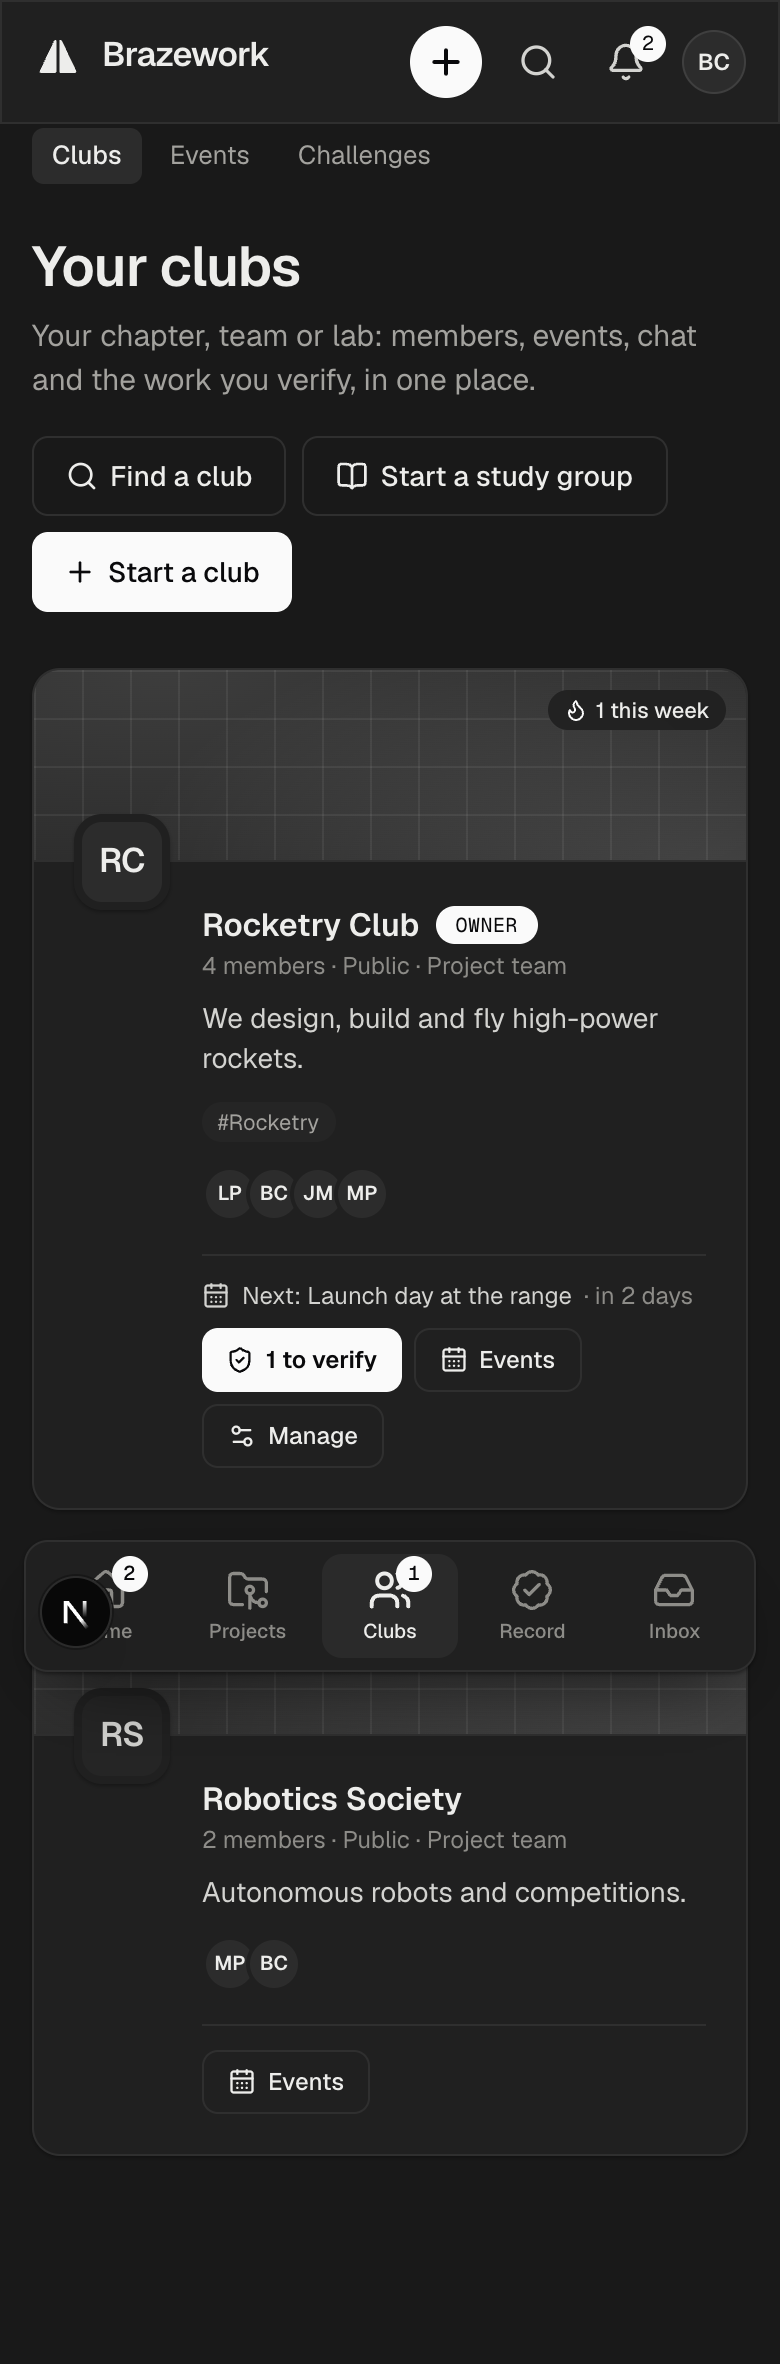 Brazework
2
BC
Clubs
Events
Challenges
Your clubs
Your chapter, team or lab: members, events, chat
and the work you verify, in one place.
Find a club
Start a study group
Start a club
1 this week
RC
Rocketry Club
OWNER
4 members · Public · Project team
We design, build and fly high-power
rockets.
#Rocketry
LP
BC
JM
MP
Next: Launch day at the range · in 2 days
1 to verify
Events
Manage
2
N
me
Projects
1
Clubs
Record
Inbox
RS
Robotics Society
2 members · Public · Project team
Autonomous robots and competitions.
MP
BC
Events